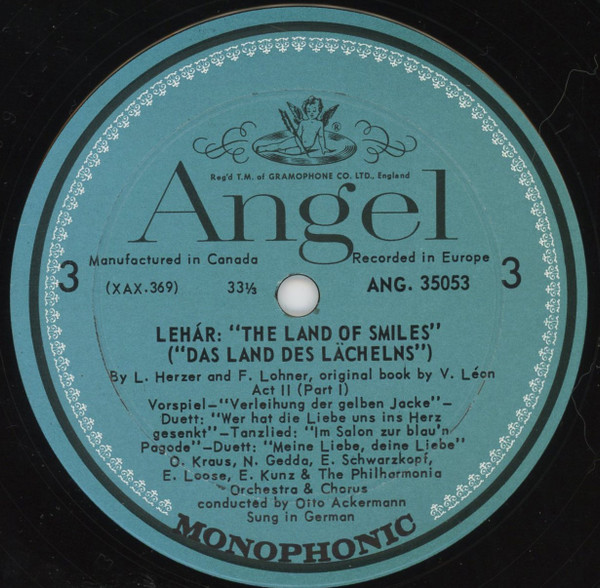 ®
Reg'd T.M. of GRAMOPHONE CO. LTD., England
Angel
Manufactured in Canada Recorded in Europe
3 (XAX.369) 33⅓ ANG. 35053 3
LEHÁR: "THE LAND OF SMILES"
("DAS LAND DES LÄCHELNS")
By L. Herzer and F. Lohner, original book by V. Léon
Act II (Part I)
Vorspiel—"Verleihung der gelben Jacke"—
Duett: "Wer hat die Liebe uns ins Herz
gesenkt"—Tanzlied: "Im Salon zur blau'n
Pagode"—Duett: "Meine Liebe, deine Liebe"
O. Kraus, N. Gedda, E. Schwarzkopf,
E. Loose, E. Kunz & The Philharmonia
Orchestra & Chorus
conducted by Otto Ackermann
Sung in German
MONOPHONIC